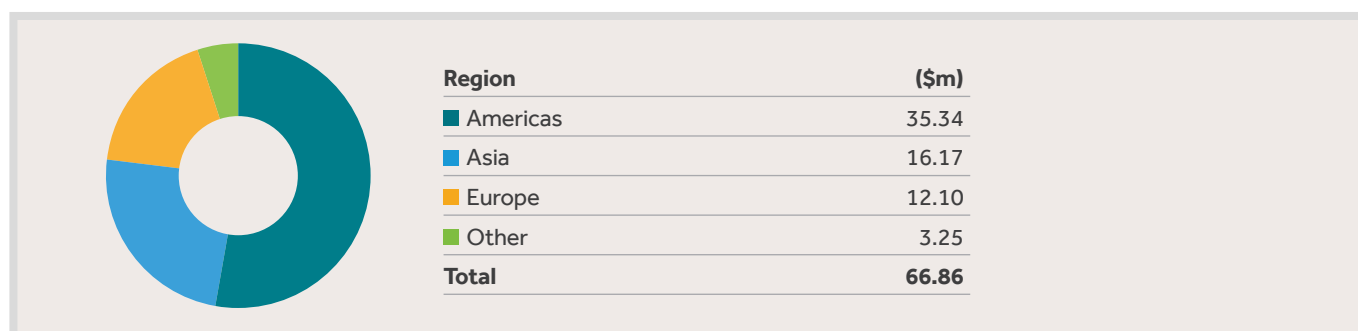 Region ($m)
Americas 35.34
Asia 16.17
Europe 12.10
Other 3.25
Total 66.86